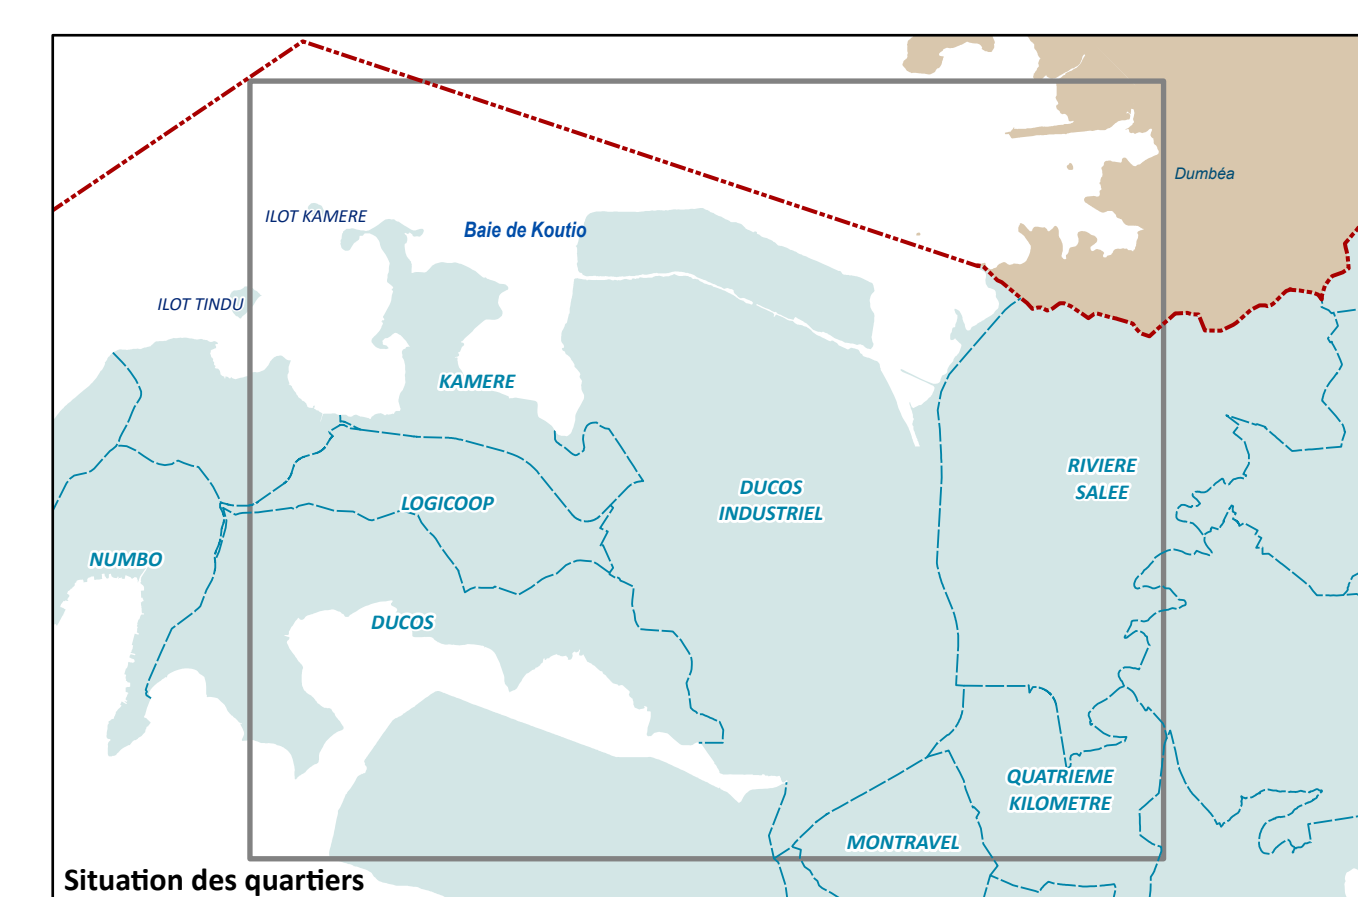 Dumbéa
ILOT KAMERE
Baie de Koutio
ILOT TINDU
KAMERE
RIVIERE
SALEE
LOGICOOP
DUCOS
INDUSTRIEL
NUMBO
DUCOS
QUATRIEME
KILOMETRE
MONTRAVEL
Situation des quartiers